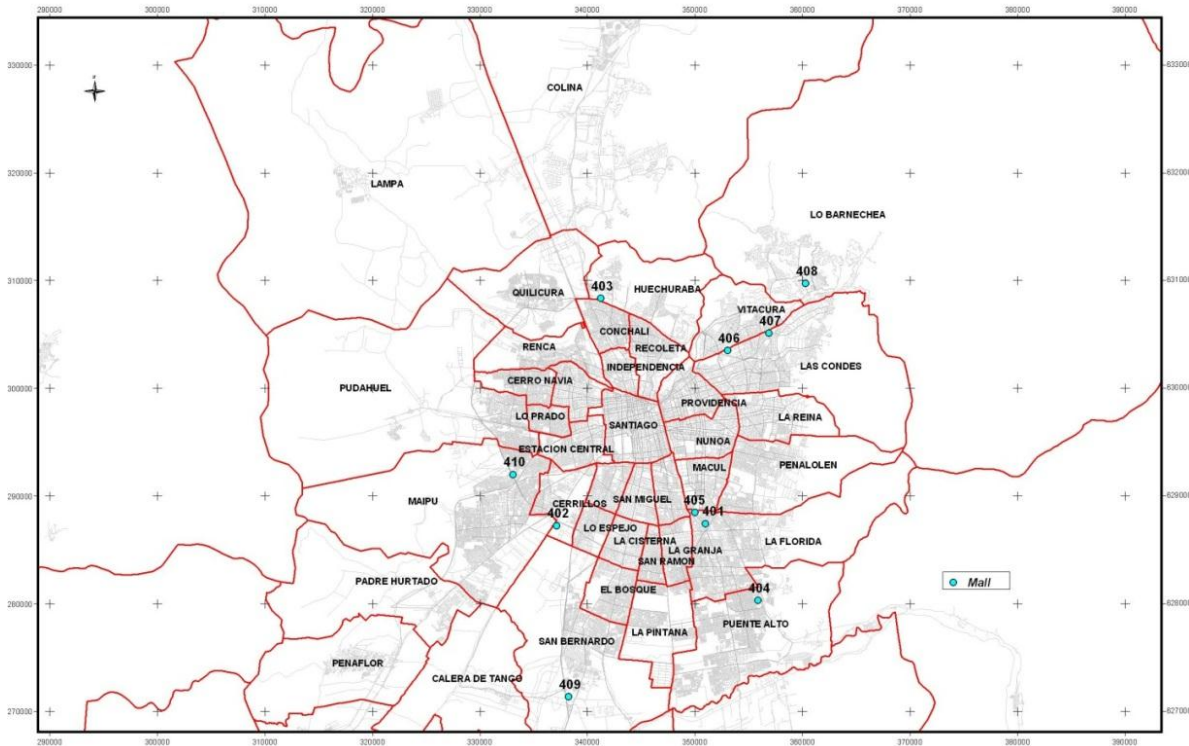 290000 300000 310000 320000 330000 340000 350000 360000 370000 380000 390000
330000
COLINA
320000
LAMPA
LO BARNECHEA
310000
408
403
QUILICURA
HUECHURABA
VITACURA
407
406
CONCHALI
RENCA
RECOLETA
INDEPENDENCIA
LAS CONDES
300000
CERRO NAVIA
PUDAHUEL
PROVIDENCIA
LO PRADO
LA REINA
SANTIAGO
NUNOA
ESTACION CENTRAL
410
MACUL
PENALOLEN
290000
MAIPU
CERRILLOS
SAN MIGUEL
405
402
401
LO ESPEJO
LA CISTERNA
LA FLORIDA
LA GRANJA
SAN RAMON
PADRE HURTADO
EL BOSQUE
404
Mall
280000
PUENTE ALTO
LA PINTANA
SAN BERNARDO
PENAFLOR
CALERA DE TANGO
409
270000
290000 300000 310000 320000 330000 340000 350000 360000 370000 380000 390000